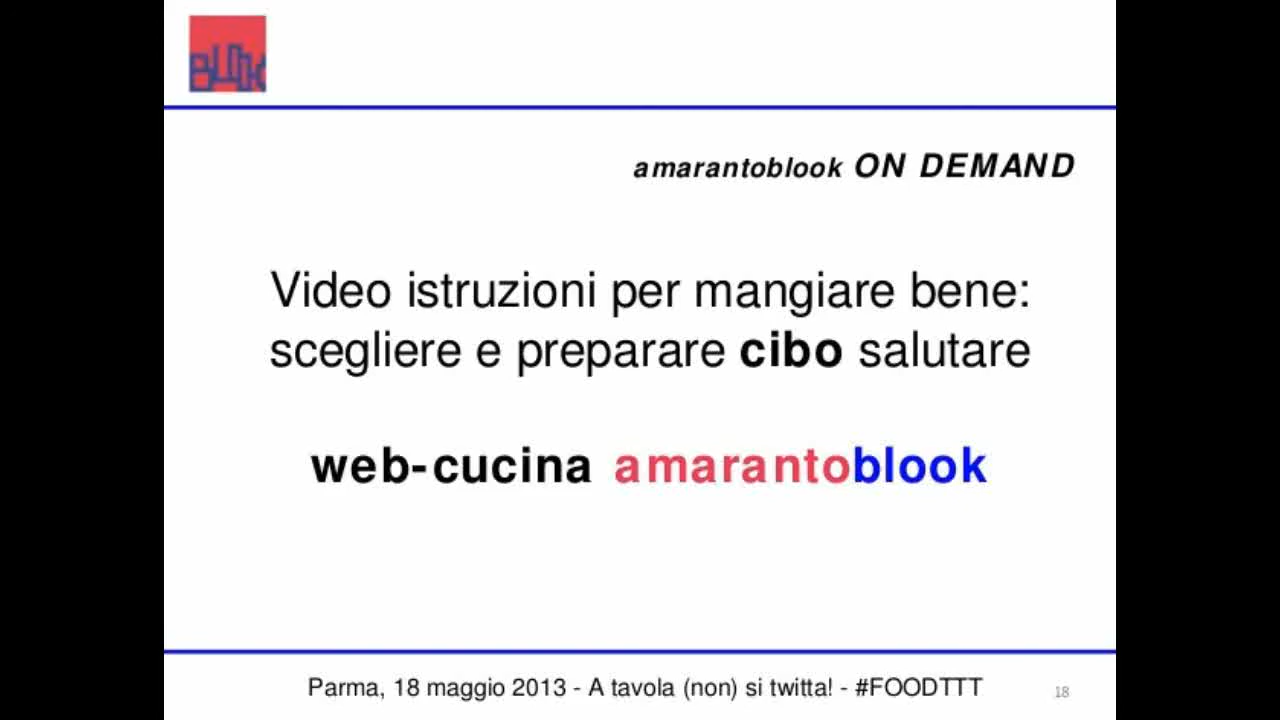 BLOOK
amarantoblook ON DEMAND
Video istruzioni per mangiare bene:
scegliere e preparare cibo salutare
web-cucina amarantoblook
Parma, 18 maggio 2013 - A tavola (non) si twitta! - #FOODTTT
18